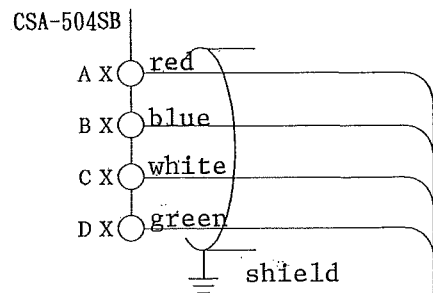 CSA-504SB
A X red
B X blue
C X white
D X green
shield